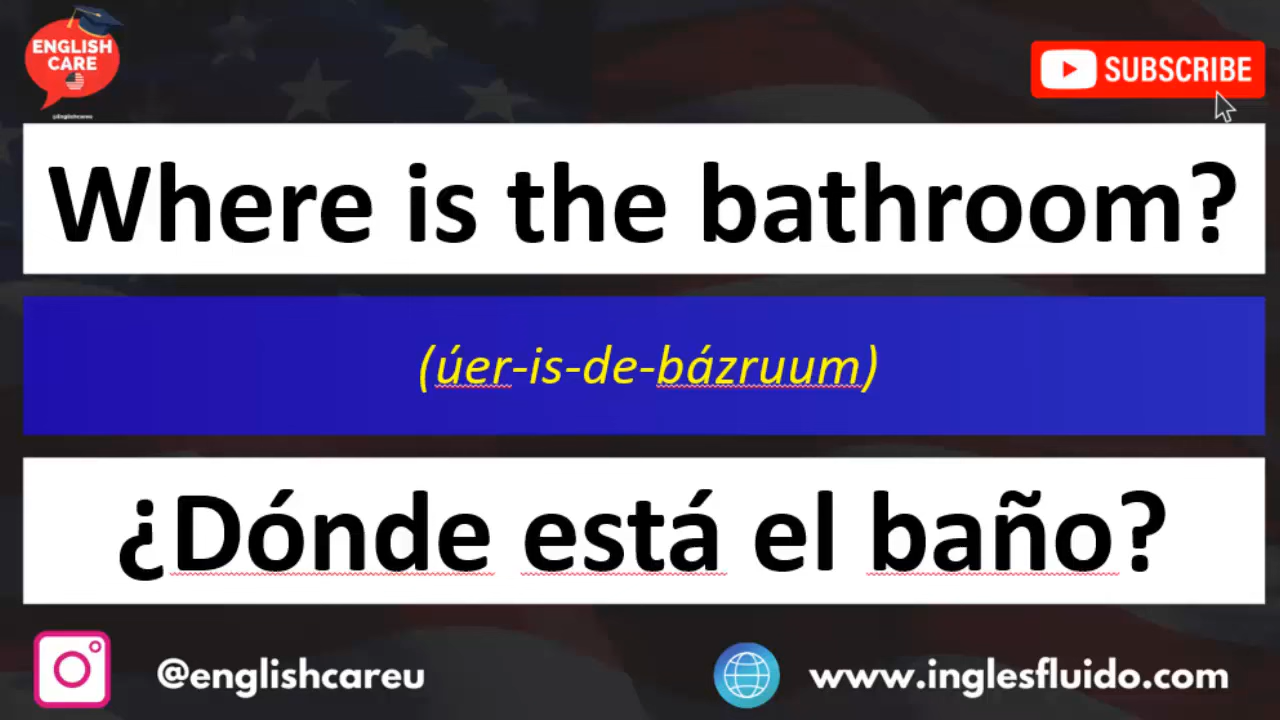 ENGLISH
CARE
@Englishcareu
SUBSCRIBE
Where is the bathroom?
(úer-is-de-bázruum)
¿Dónde está el baño?
@englishcareu
www.inglesfluido.com